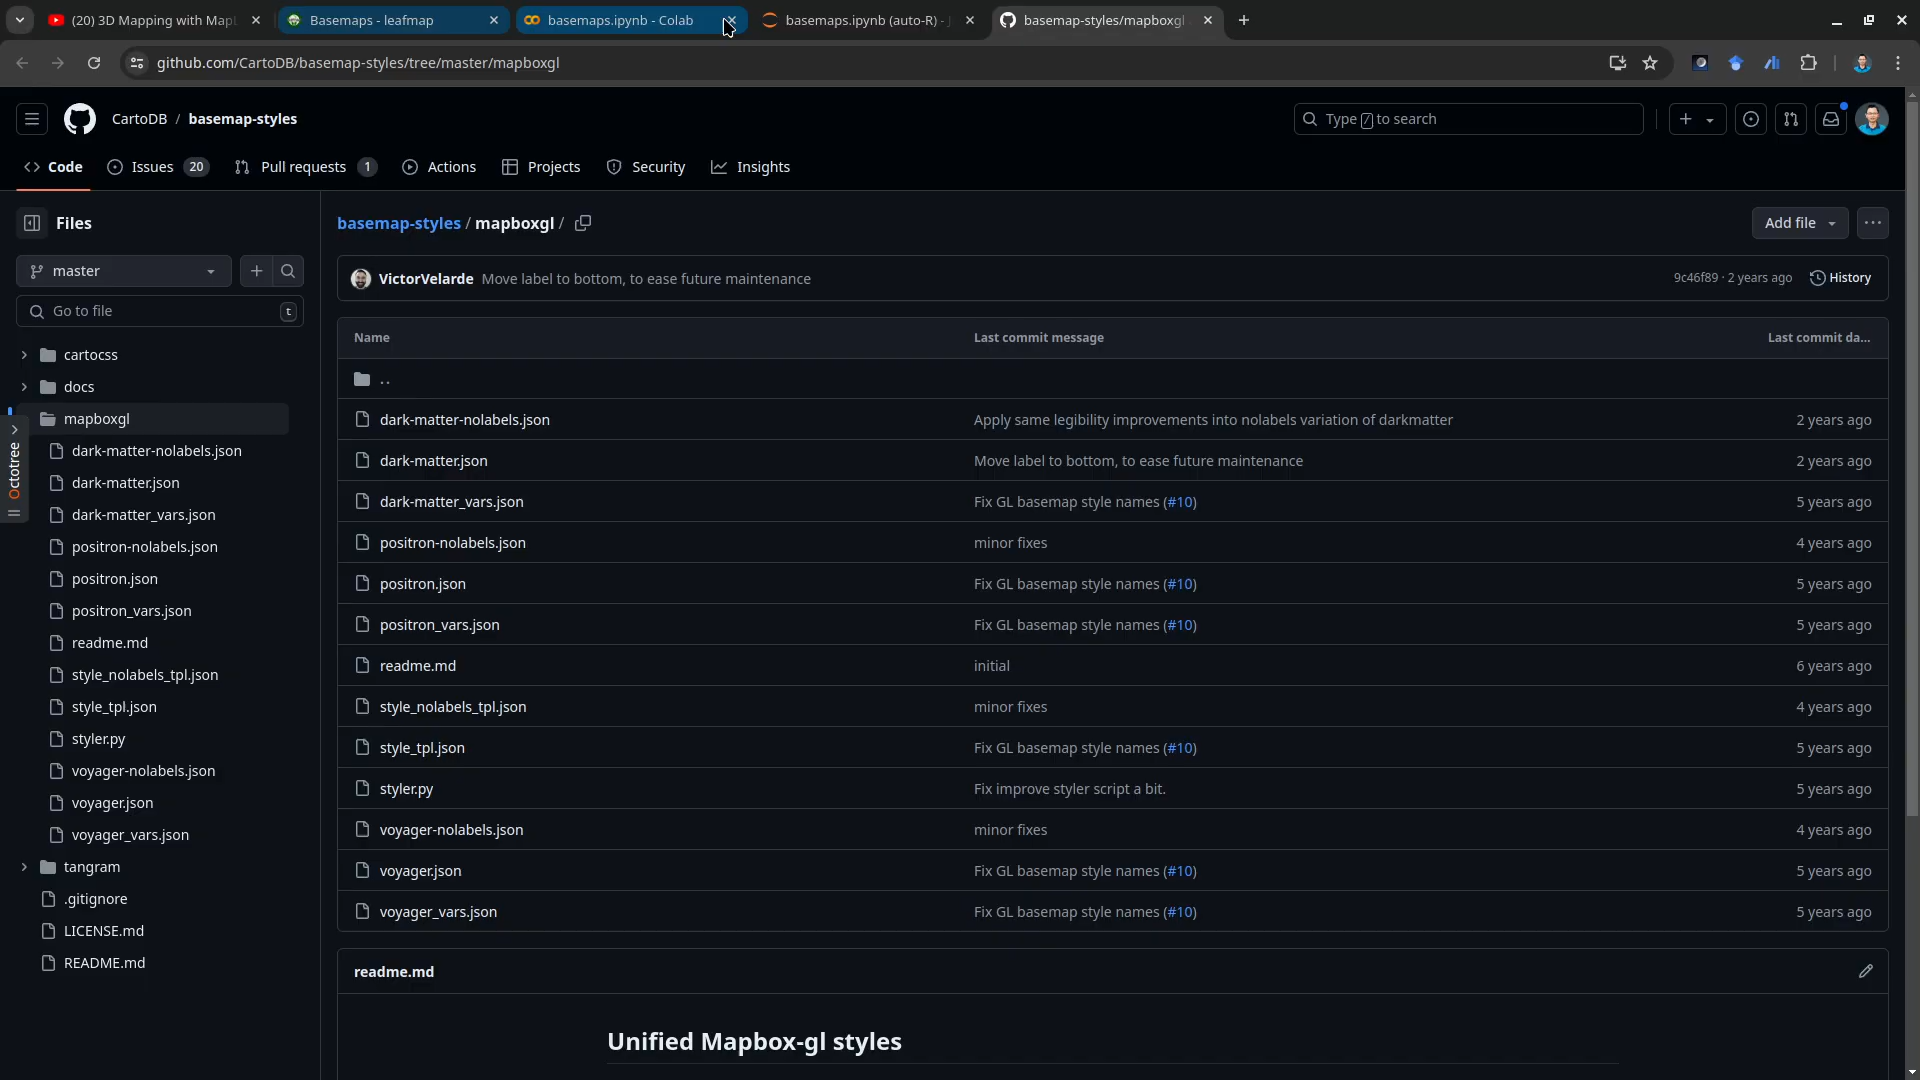 (20) 3D Mapping with Mapl
Basemaps - leafmap
basemaps.ipynb - Colab
basemaps.ipynb (auto-R) - J
basemap-styles/mapboxgl
github.com/CartoDB/basemap-styles/tree/master/mapboxgl
CartoDB / basemap-styles
Type / to search
Code
Issues 20
Pull requests 1
Actions
Projects
Security
Insights
Files
basemap-styles / mapboxgl /
Add file
master
VictorVelarde Move label to bottom, to ease future maintenance
9c46f89 · 2 years ago
History
Go to file
t
Name
Last commit message
Last commit da...
cartocss
docs
mapboxgl
dark-matter-nolabels.json
dark-matter.json
dark-matter_vars.json
positron-nolabels.json
positron.json
positron_vars.json
readme.md
style_nolabels_tpl.json
style_tpl.json
styler.py
voyager-nolabels.json
voyager.json
voyager_vars.json
tangram
.gitignore
LICENSE.md
README.md
Octotree
..
dark-matter-nolabels.json Apply same legibility improvements into nolabels variation of darkmatter 2 years ago
dark-matter.json Move label to bottom, to ease future maintenance 2 years ago
dark-matter_vars.json Fix GL basemap style names (#10) 5 years ago
positron-nolabels.json minor fixes 4 years ago
positron.json Fix GL basemap style names (#10) 5 years ago
positron_vars.json Fix GL basemap style names (#10) 5 years ago
readme.md initial 6 years ago
style_nolabels_tpl.json minor fixes 4 years ago
style_tpl.json Fix GL basemap style names (#10) 5 years ago
styler.py Fix improve styler script a bit. 5 years ago
voyager-nolabels.json minor fixes 4 years ago
voyager.json Fix GL basemap style names (#10) 5 years ago
voyager_vars.json Fix GL basemap style names (#10) 5 years ago
readme.md
Unified Mapbox-gl styles